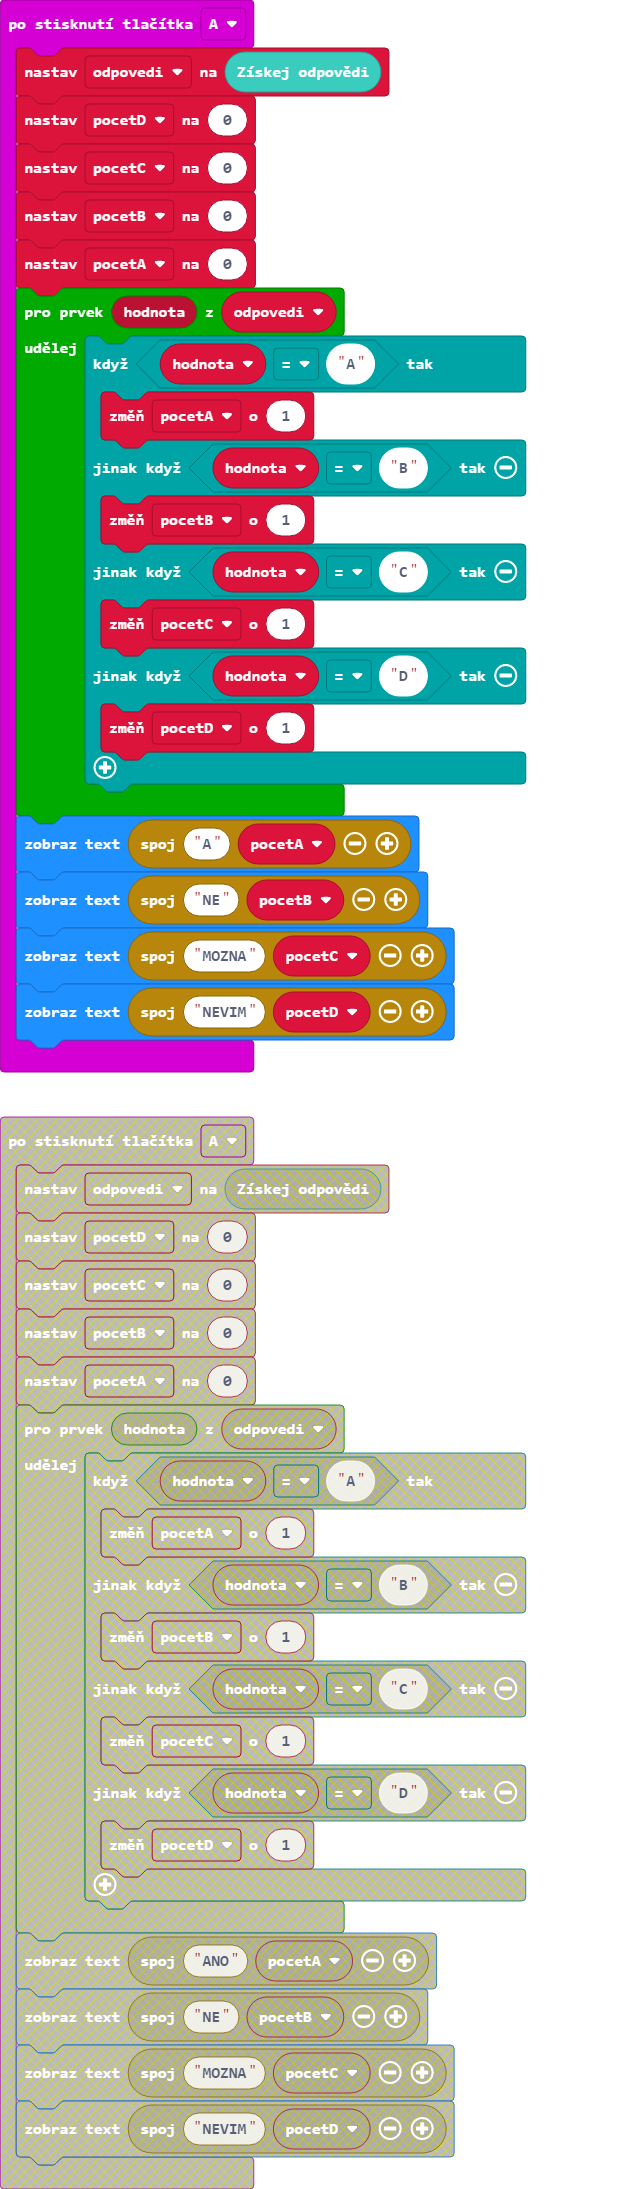 po stisknutí tlačítka A
nastav odpovedi na Získej odpovědi
nastav pocetD na 0
nastav pocetC na 0
nastav pocetB na 0
nastav pocetA na 0
pro prvek hodnota z odpovedi
udělej
když hodnota = "A" tak
změň pocetA o 1
jinak když hodnota = "B" tak
změň pocetB o 1
jinak když hodnota = "C" tak
změň pocetC o 1
jinak když hodnota = "D" tak
změň pocetD o 1
zobraz text spoj "A" pocetA
zobraz text spoj "NE" pocetB
zobraz text spoj "MOZNA" pocetC
zobraz text spoj "NEVIM" pocetD
po stisknutí tlačítka A
nastav odpovedi na Získej odpovědi
nastav pocetD na 0
nastav pocetC na 0
nastav pocetB na 0
nastav pocetA na 0
pro prvek hodnota z odpovedi
udělej
když hodnota = "A" tak
změň pocetA o 1
jinak když hodnota = "B" tak
změň pocetB o 1
jinak když hodnota = "C" tak
změň pocetC o 1
jinak když hodnota = "D" tak
změň pocetD o 1
zobraz text spoj "ANO" pocetA
zobraz text spoj "NE" pocetB
zobraz text spoj "MOZNA" pocetC
zobraz text spoj "NEVIM" pocetD